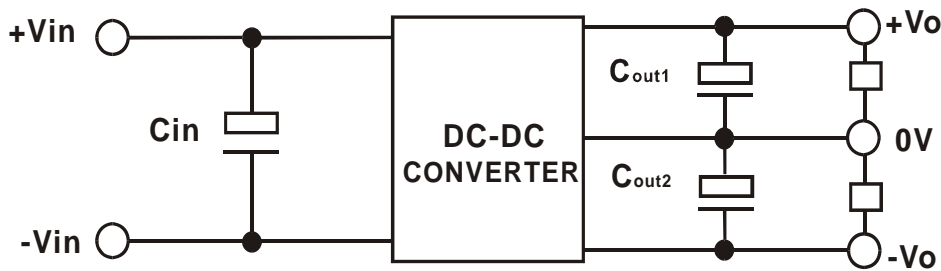 +Vin
+Vo
Cout1
Cin
DC-DC
CONVERTER
0V
Cout2
-Vin
-Vo